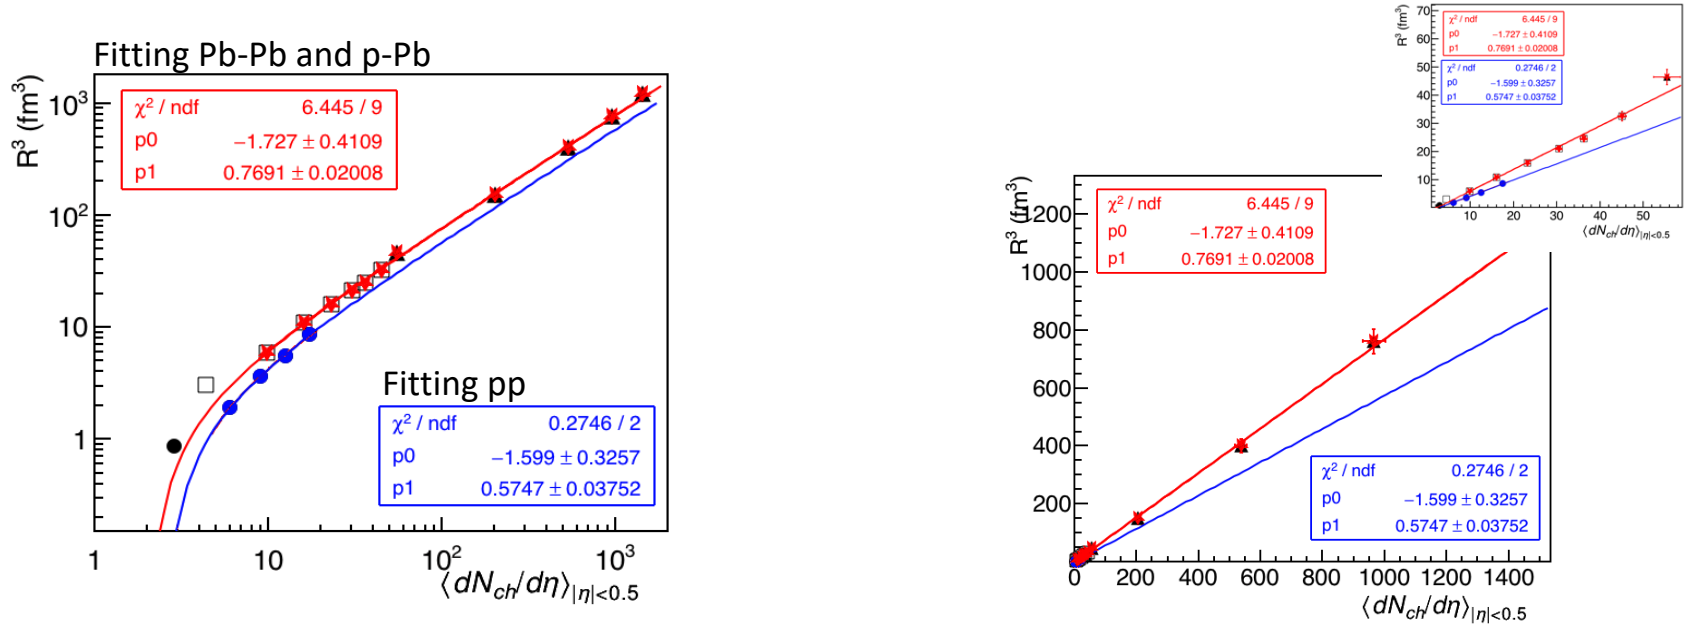 Fitting Pb-Pb and p-Pb
R³ (fm³)
10³
10²
10
1
χ² / ndf 6.445 / 9
p0 −1.727 ± 0.4109
p1 0.7691 ± 0.02008
Fitting pp
χ² / ndf 0.2746 / 2
p0 −1.599 ± 0.3257
p1 0.5747 ± 0.03752
1 10 10² 10³
⟨dN_ch/dη⟩|η|<0.5
R³ (fm³)
1200
1000
800
600
400
200
χ² / ndf 6.445 / 9
p0 −1.727 ± 0.4109
p1 0.7691 ± 0.02008
χ² / ndf 0.2746 / 2
p0 −1.599 ± 0.3257
p1 0.5747 ± 0.03752
0 200 400 600 800 1000 1200 1400
⟨dN_ch/dη⟩|η|<0.5
R³ (fm³)
70
60
50
40
30
20
10
χ² / ndf 6.445 / 9
p0 −1.727 ± 0.4109
p1 0.7691 ± 0.02008
χ² / ndf 0.2746 / 2
p0 −1.599 ± 0.3257
p1 0.5747 ± 0.03752
10 20 30 40 50
⟨dN_ch/dη⟩|η|<0.5